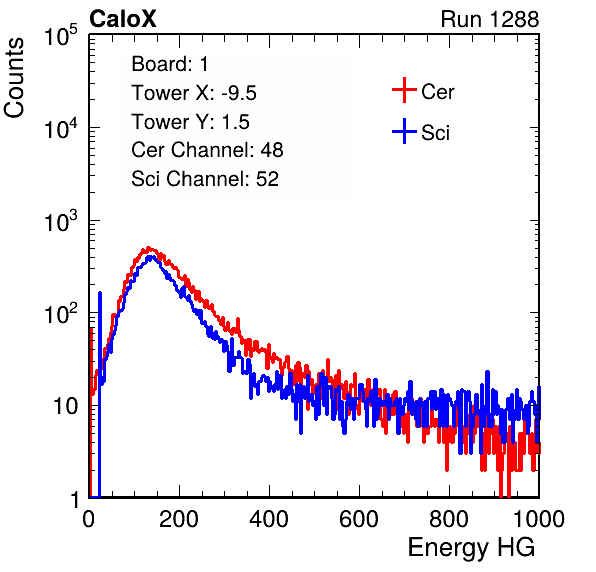 CaloX Run 1288
Counts
10^5
10^4
10^3
10^2
10
1
Board: 1
Tower X: -9.5
Tower Y: 1.5
Cer Channel: 48
Sci Channel: 52
Cer
Sci
0 200 400 600 800 1000
Energy HG